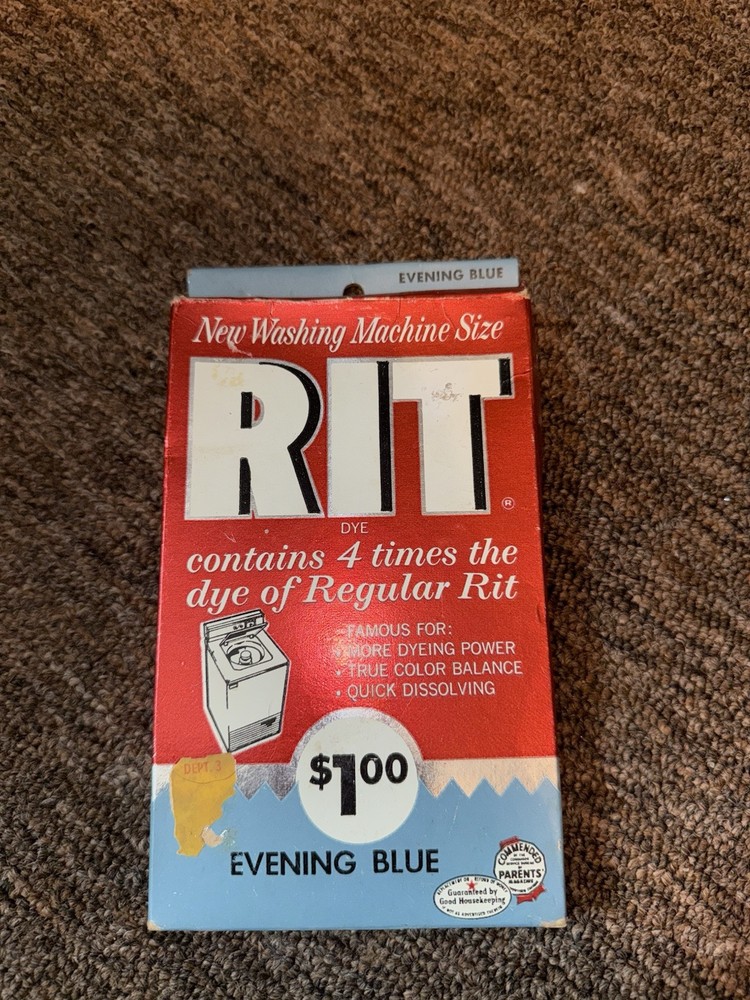 EVENING BLUE
New Washing Machine Size
RIT®
DYE
contains 4 times the
dye of Regular Rit
FAMOUS FOR:
• MORE DYEING POWER
• TRUE COLOR BALANCE
• QUICK DISSOLVING
$1.00
DEPT. 3
EVENING BLUE
COMMENDED
PARENTS'
MAGAZINE
Guaranteed by
Good Housekeeping